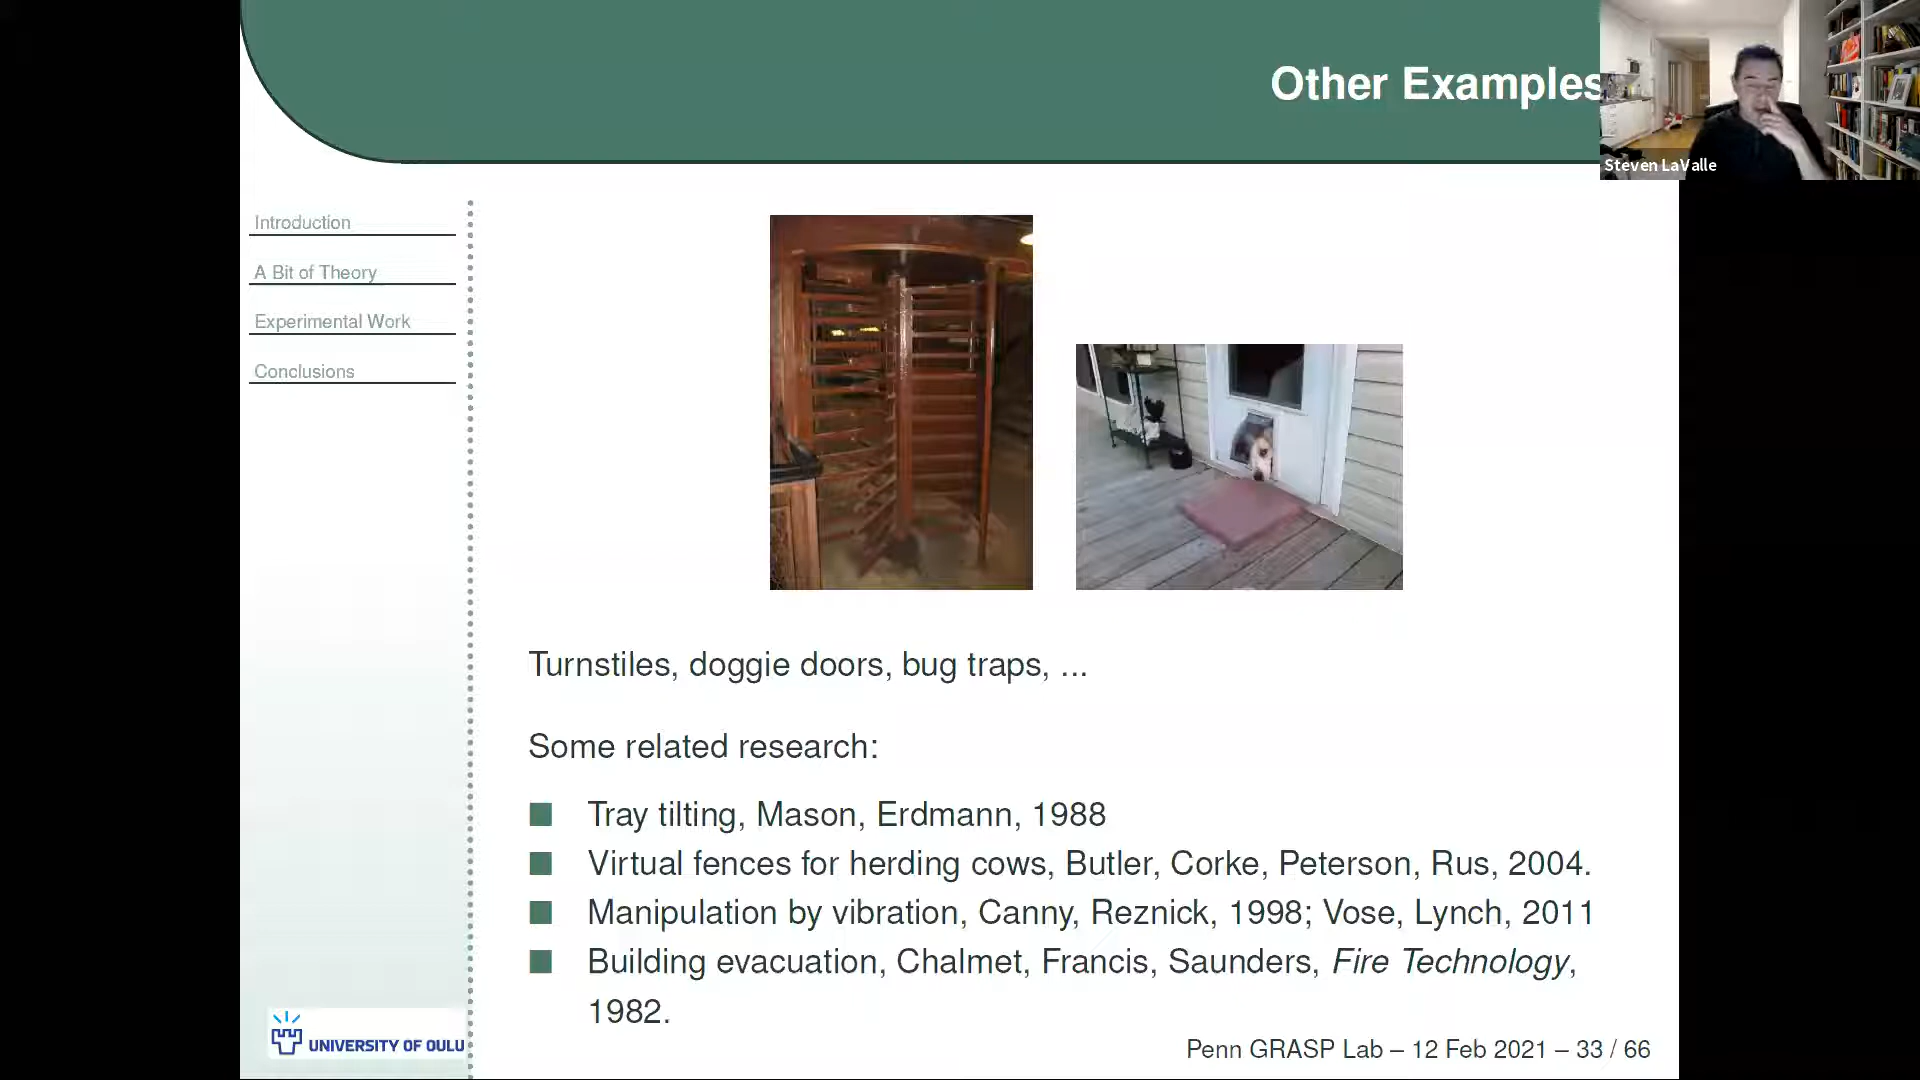 Other Examples
Steven LaValle
Introduction
A Bit of Theory
Experimental Work
Conclusions
Turnstiles, doggie doors, bug traps, ...
Some related research:
Tray tilting, Mason, Erdmann, 1988
Virtual fences for herding cows, Butler, Corke, Peterson, Rus, 2004.
Manipulation by vibration, Canny, Reznick, 1998; Vose, Lynch, 2011
Building evacuation, Chalmet, Francis, Saunders, Fire Technology,
1982.
UNIVERSITY OF OULU
Penn GRASP Lab – 12 Feb 2021 – 33 / 66